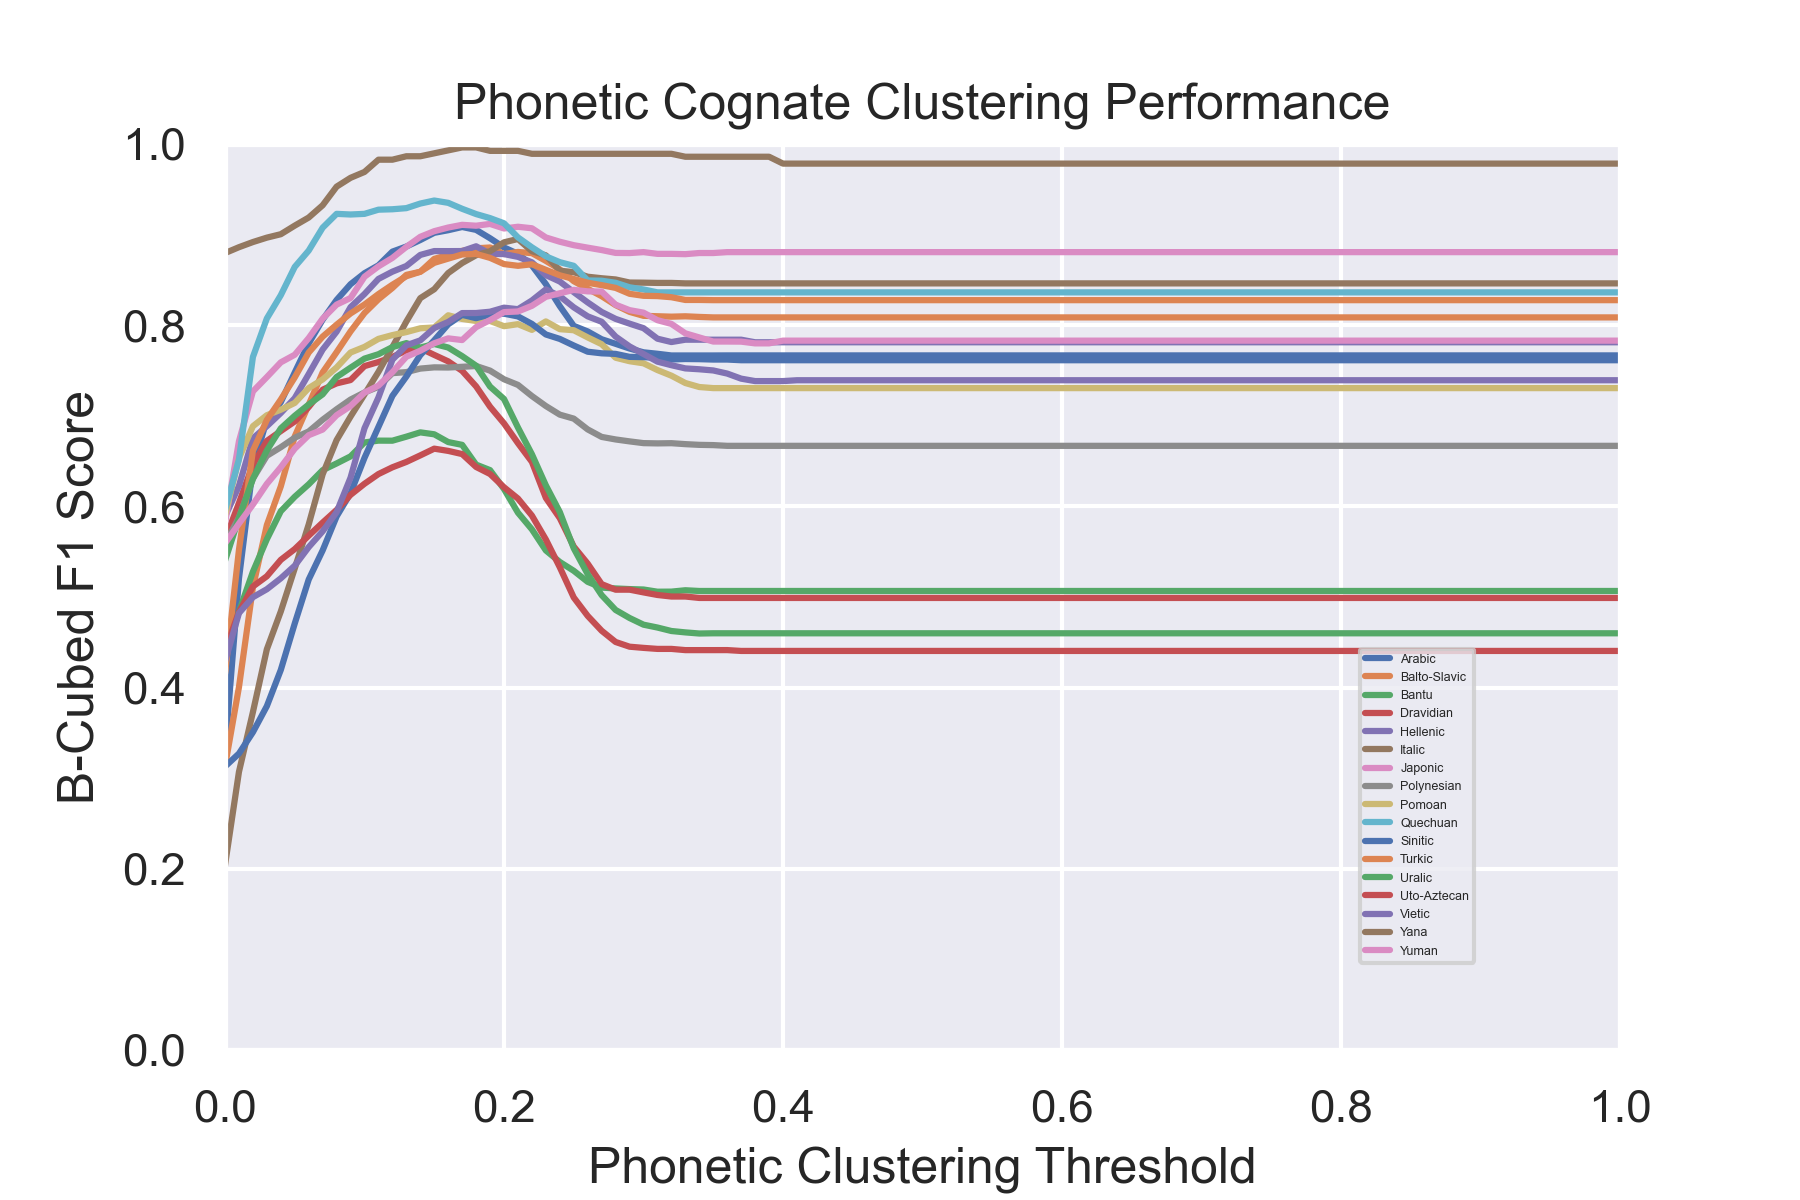 Phonetic Cognate Clustering Performance
1.0
0.8
0.6
0.4
0.2
0.0
B-Cubed F1 Score
Arabic
Balto-Slavic
Bantu
Dravidian
Hellenic
Italic
Japonic
Polynesian
Pomoan
Quechuan
Sinitic
Turkic
Uralic
Uto-Aztecan
Vietic
Yana
Yuman
0.0 0.2 0.4 0.6 0.8 1.0
Phonetic Clustering Threshold